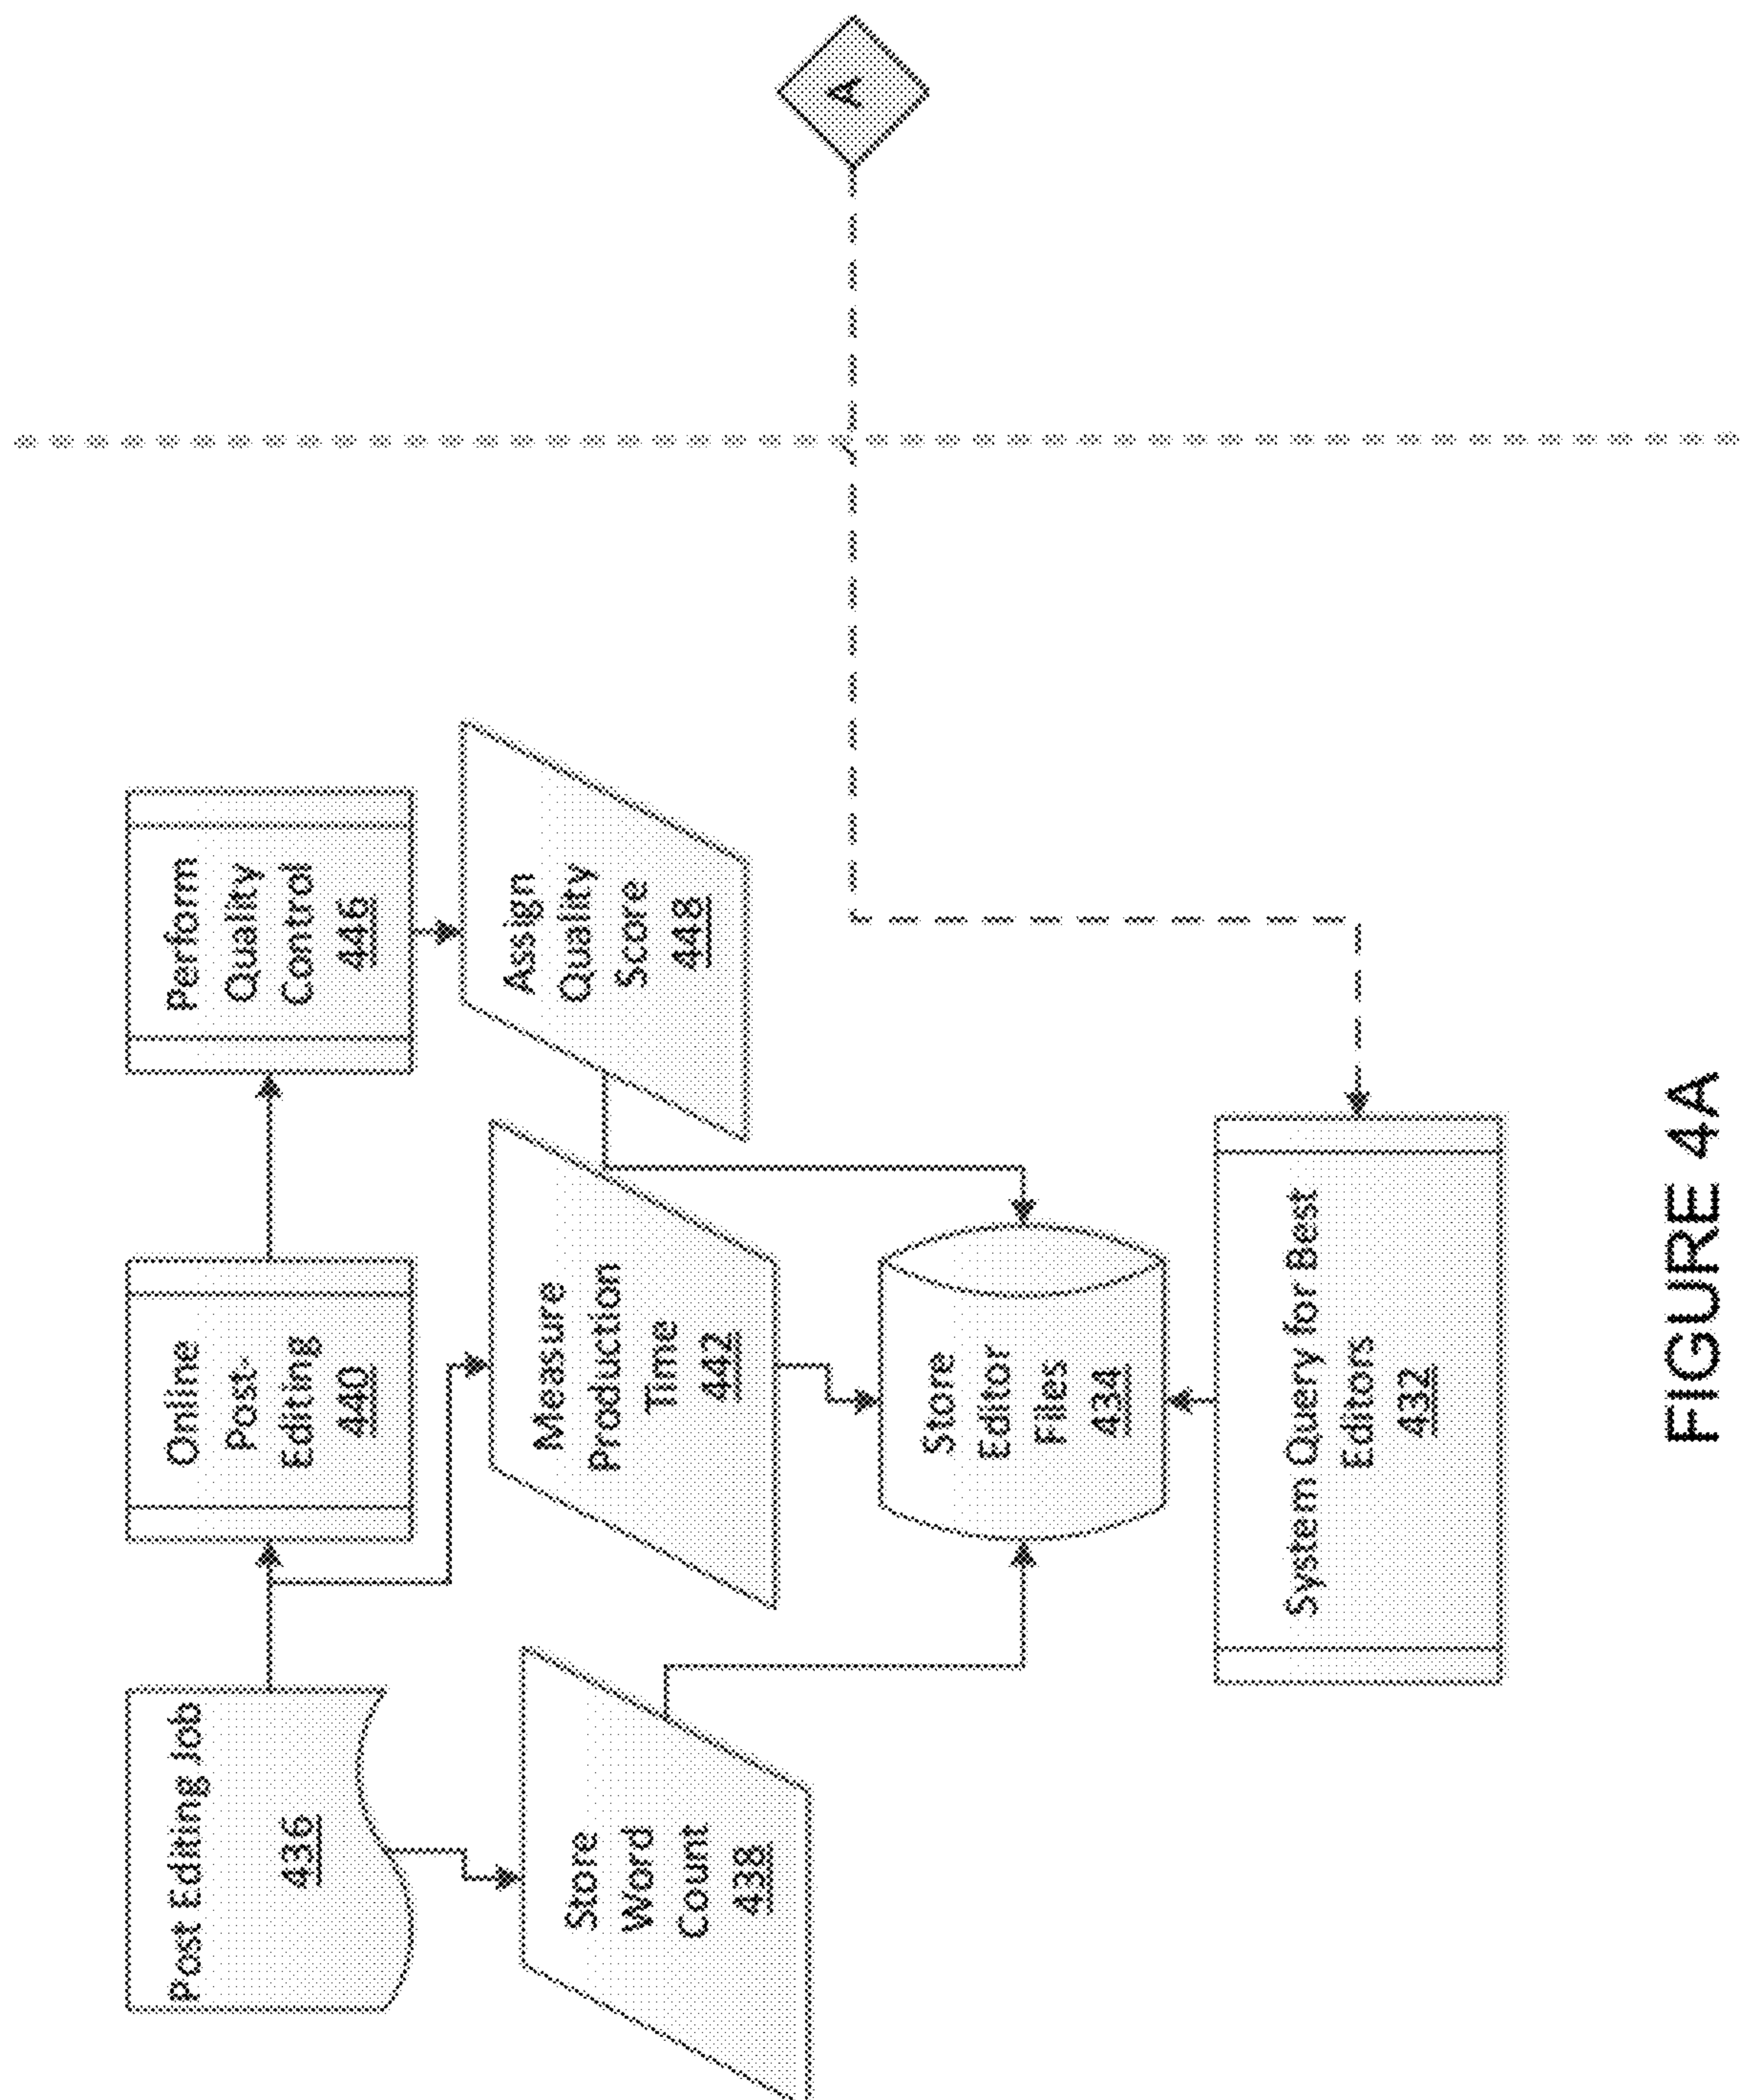 Post Editing Job
436
Online
Post-
Editing
440
Perform
Quality
Control
446
Store
Word
Count
438
Measure
Production
Time
442
Assign
Quality
Score
448
Store
Editor
Files
434
System Query for Best
Editors
432
A
FIGURE 4A